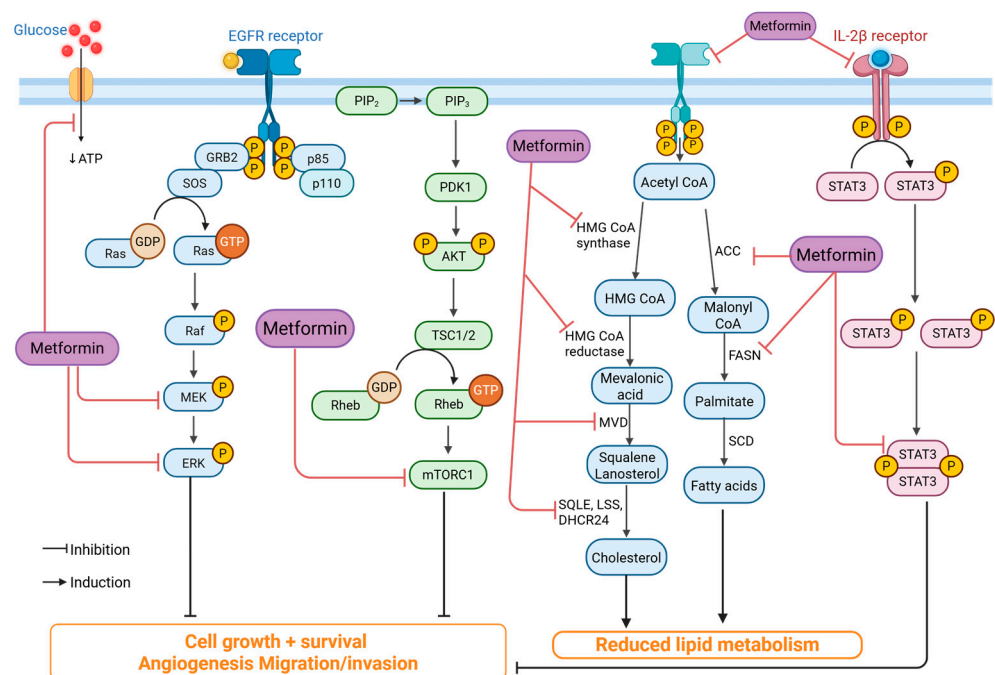 Glucose
EGFR receptor
Metformin
IL-2β receptor
PIP2
PIP3
↓ATP
GRB2
SOS
P
P
P
P
p85
p110
Ras
GDP
Ras
GTP
Raf
P
Metformin
MEK
P
ERK
P
PDK1
P
P
AKT
TSC1/2
Metformin
Rheb
GDP
Rheb
GTP
mTORC1
Metformin
P
P
P
P
Acetyl CoA
HMG CoA
synthase
ACC
HMG CoA
Malonyl
CoA
HMG CoA
reductase
FASN
Mevalonic
acid
Palmitate
MVD
SCD
Squalene
Lanosterol
Fatty acids
SQLE, LSS,
DHCR24
Cholesterol
Metformin
P
P
STAT3
STAT3
P
STAT3
P
STAT3
P
STAT3
P
P
STAT3
Inhibition
Induction
Cell growth + survival
Angiogenesis Migration/invasion
Reduced lipid metabolism